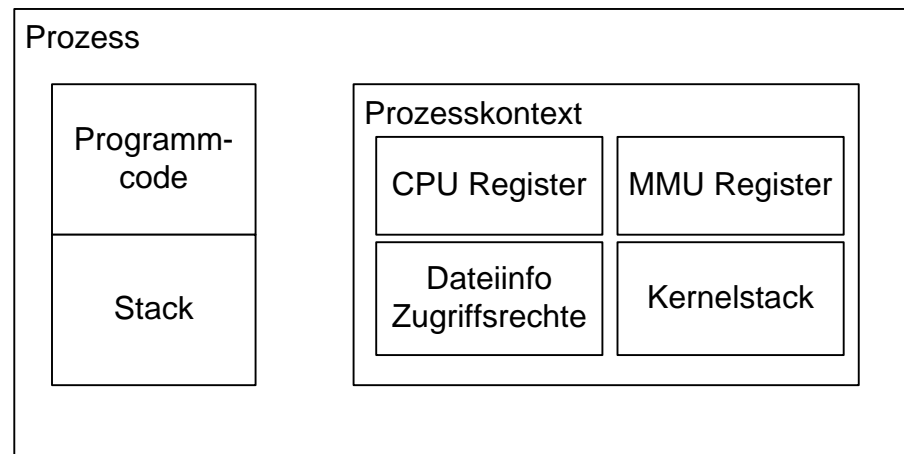 Prozess
Programm-
code
Stack
Prozesskontext
CPU Register
MMU Register
Dateiinfo
Zugriffsrechte
Kernelstack